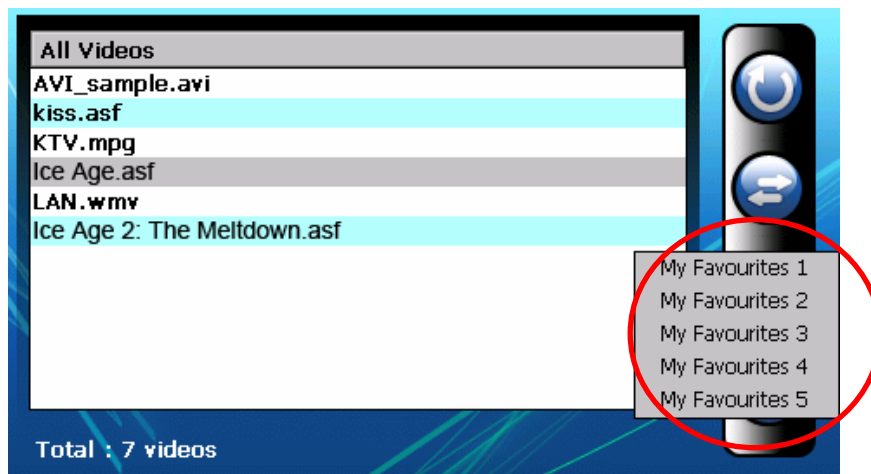 All Videos
AVI_sample.avi
kiss.asf
KTV.mpg
Ice Age.asf
LAN.wmv
Ice Age 2: The Meltdown.asf
My Favourites 1
My Favourites 2
My Favourites 3
My Favourites 4
My Favourites 5
Total : 7 videos